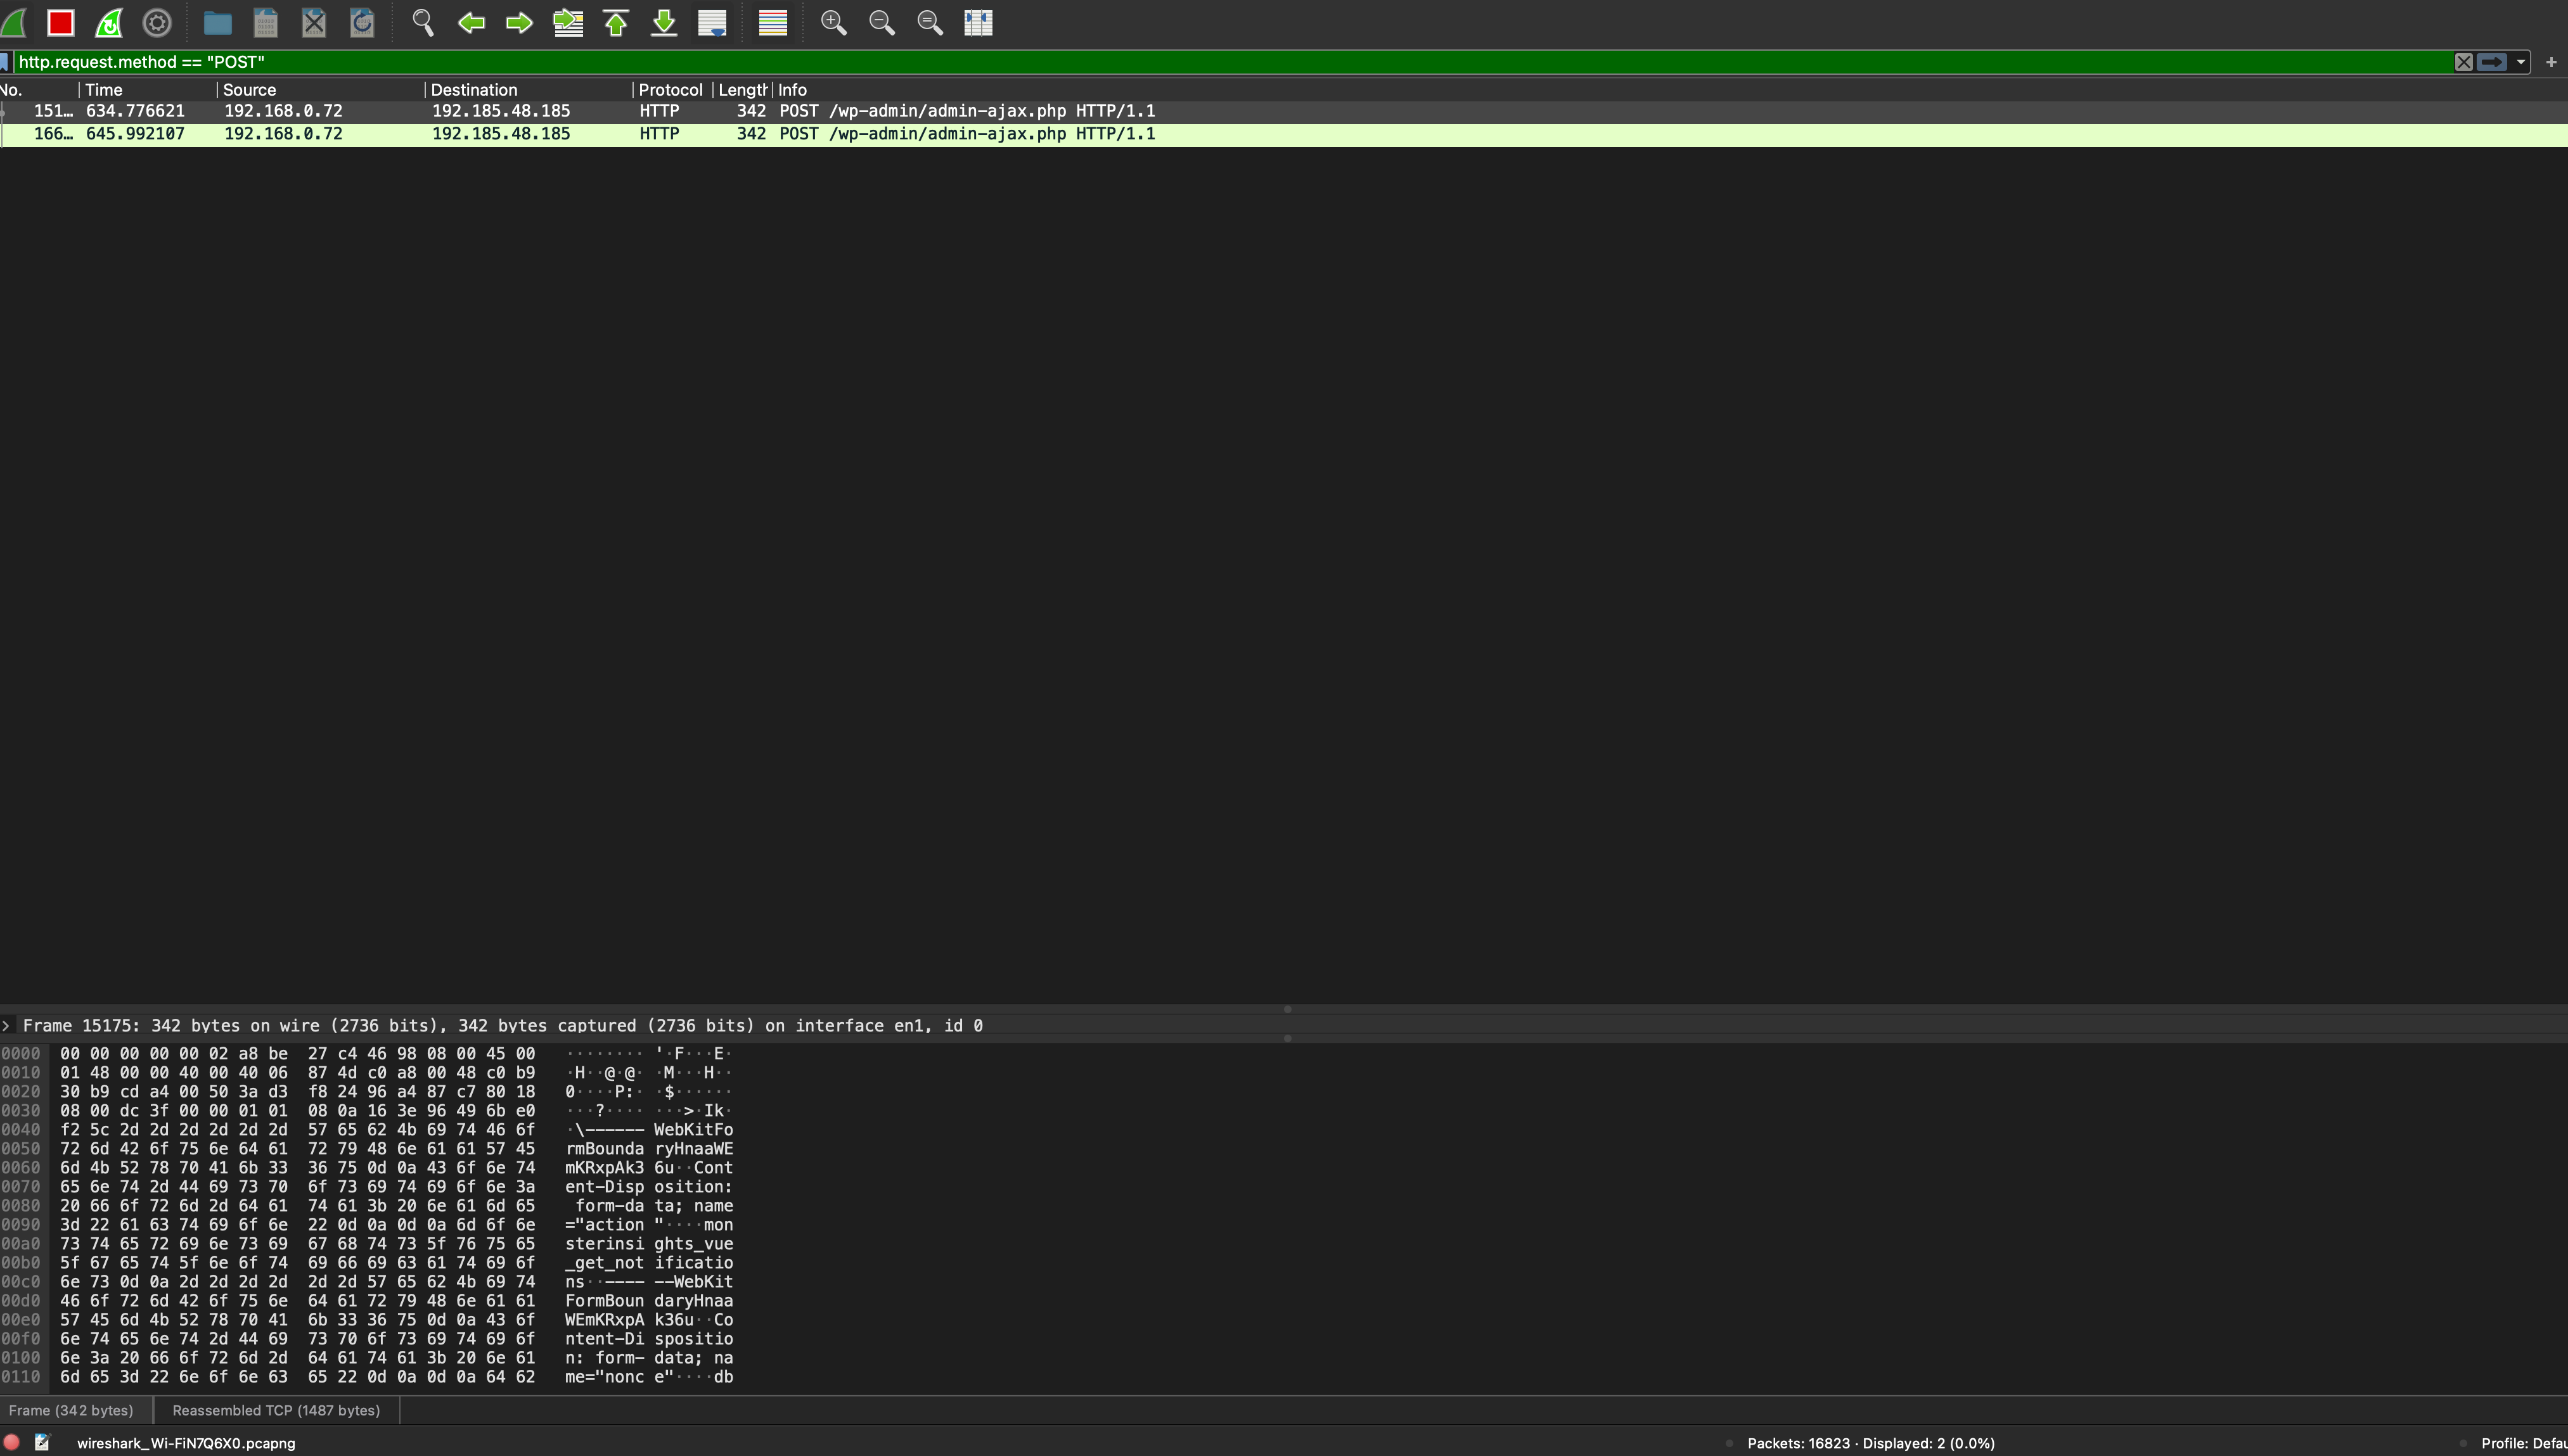 http.request.method == "POST"
No. Time Source Destination Protocol Length Info
151… 634.776621 192.168.0.72 192.185.48.185 HTTP 342 POST /wp-admin/admin-ajax.php HTTP/1.1
166… 645.992107 192.168.0.72 192.185.48.185 HTTP 342 POST /wp-admin/admin-ajax.php HTTP/1.1
> Frame 15175: 342 bytes on wire (2736 bits), 342 bytes captured (2736 bits) on interface en1, id 0
0000 00 00 00 00 00 02 a8 be 27 c4 46 98 08 00 45 00 ········ '·F···E·
0010 01 48 00 00 40 00 40 06 87 4d c0 a8 00 48 c0 b9 ·H··@·@· ·M···H··
0020 30 b9 cd a4 00 50 3a d3 f8 24 96 a4 87 c7 80 18 0····P:· ·$······
0030 08 00 dc 3f 00 00 01 01 08 0a 16 3e 96 49 6b e0 ···?···· ···>·Ik·
0040 f2 5c 2d 2d 2d 2d 2d 2d 57 65 62 4b 69 74 46 6f ·\------ WebKitFo
0050 72 6d 42 6f 75 6e 64 61 72 79 48 6e 61 61 57 45 rmBounda ryHnaaWE
0060 6d 4b 52 78 70 41 6b 33 36 75 0d 0a 43 6f 6e 74 mKRxpAk3 6u··Cont
0070 65 6e 74 2d 44 69 73 70 6f 73 69 74 69 6f 6e 3a ent-Disp osition:
0080 20 66 6f 72 6d 2d 64 61 74 61 3b 20 6e 61 6d 65 form-da ta; name
0090 3d 22 61 63 74 69 6f 6e 22 0d 0a 0d 0a 6d 6f 6e ="action "····mon
00a0 73 74 65 72 69 6e 73 69 67 68 74 73 5f 76 75 65 sterinsi ghts_vue
00b0 5f 67 65 74 5f 6e 6f 74 69 66 69 63 61 74 69 6f _get_not ificatio
00c0 6e 73 0d 0a 2d 2d 2d 2d 2d 2d 57 65 62 4b 69 74 ns··---- --WebKit
00d0 46 6f 72 6d 42 6f 75 6e 64 61 72 79 48 6e 61 61 FormBoun daryHnaa
00e0 57 45 6d 4b 52 78 70 41 6b 33 36 75 0d 0a 43 6f WEmKRxpA k36u··Co
00f0 6e 74 65 6e 74 2d 44 69 73 70 6f 73 69 74 69 6f ntent-Di spositio
0100 6e 3a 20 66 6f 72 6d 2d 64 61 74 61 3b 20 6e 61 n: form- data; na
0110 6d 65 3d 22 6e 6f 6e 63 65 22 0d 0a 0d 0a 64 62 me="nonc e"····db
Frame (342 bytes) Reassembled TCP (1487 bytes)
wireshark_Wi-FiN7Q6X0.pcapng Packets: 16823 · Displayed: 2 (0.0%) Profile: Defau